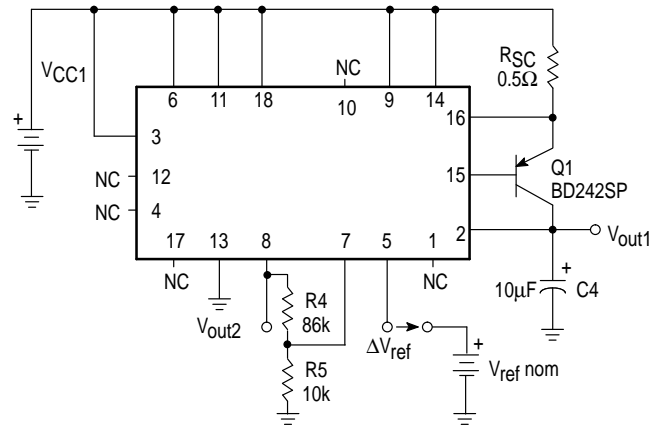 VCC1
+
NC
6
11
18
10
9
14
RSC
0.5Ω
3
16
NC
12
15
Q1
BD242SP
NC
4
2
Vout1
17
13
8
7
5
1
NC
NC
+
10µF
C4
R4
86k
Vout2
ΔVref
+
Vref nom
R5
10k